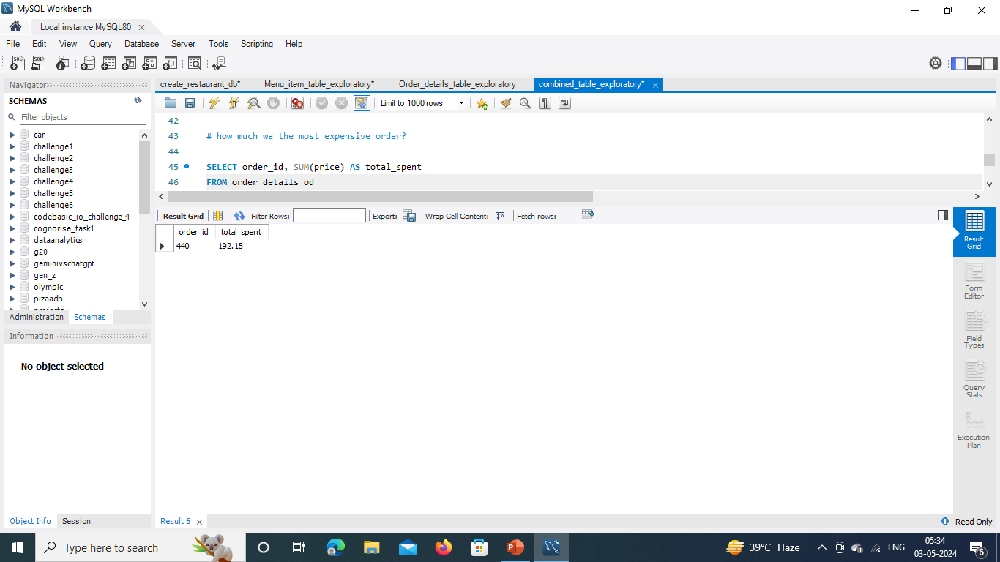 MySQL Workbench
Local instance MySQL80
File Edit View Query Database Server Tools Scripting Help
Navigator
SCHEMAS
Filter objects
car
challenge1
challenge2
challenge3
challenge4
challenge5
challenge6
codebasic_io_challenge_4
cognorise_task1
dataanalytics
g20
geminivschatgpt
gen_z
olympic
pizaadb
projects
Administration Schemas
Information
No object selected
Object Info Session
create_restaurant_db* Menu_item_table_exploratory* Order_details_table_exploratory combined_table_exploratory*
Limit to 1000 rows
42
43 # how much wa the most expensive order?
44
45 SELECT order_id, SUM(price) AS total_spent
46 FROM order_details od
Result Grid Filter Rows: Export: Wrap Cell Content: Fetch rows:
order_id total_spent
440 192.15
Result Grid
Form Editor
Field Types
Query Stats
Execution Plan
Result 6
Read Only
Type here to search
39°C Haze
ENG
05:34
03-05-2024
6